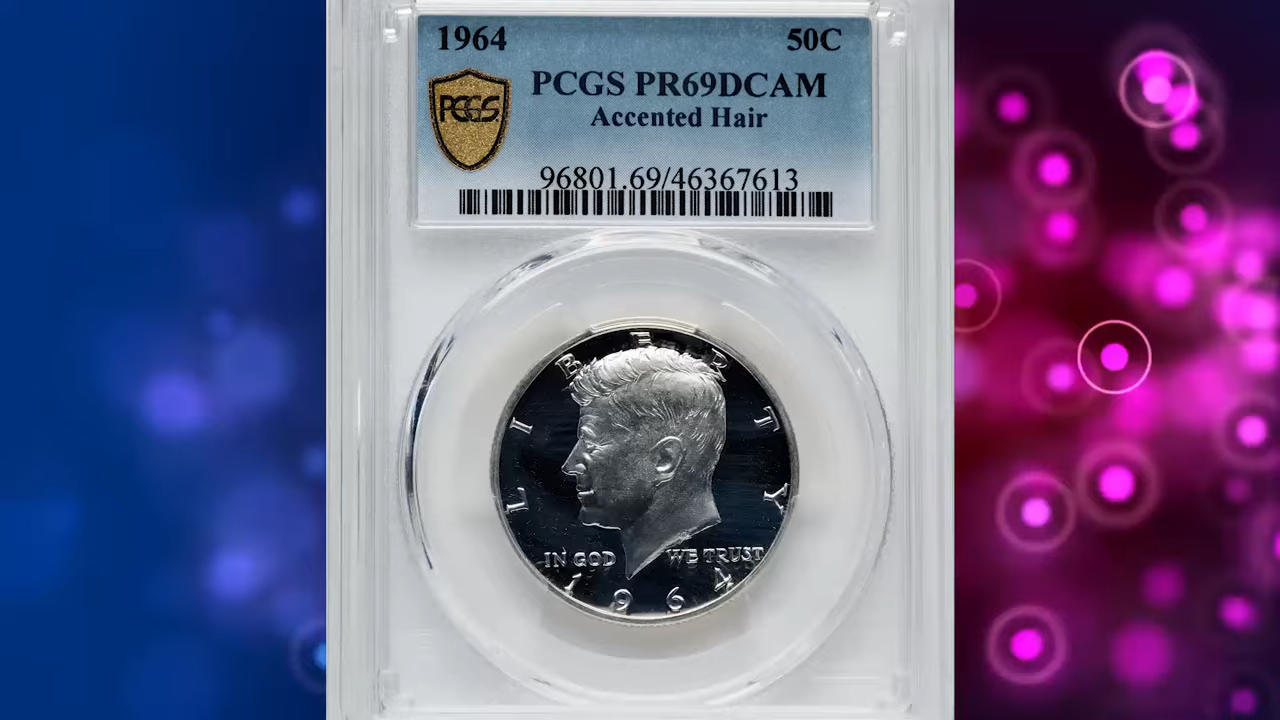 1964 50C
PCGS PR69DCAM
Accented Hair
PCGS
96801.69/46367613
LIBERTY
IN GOD WE TRUST
1964